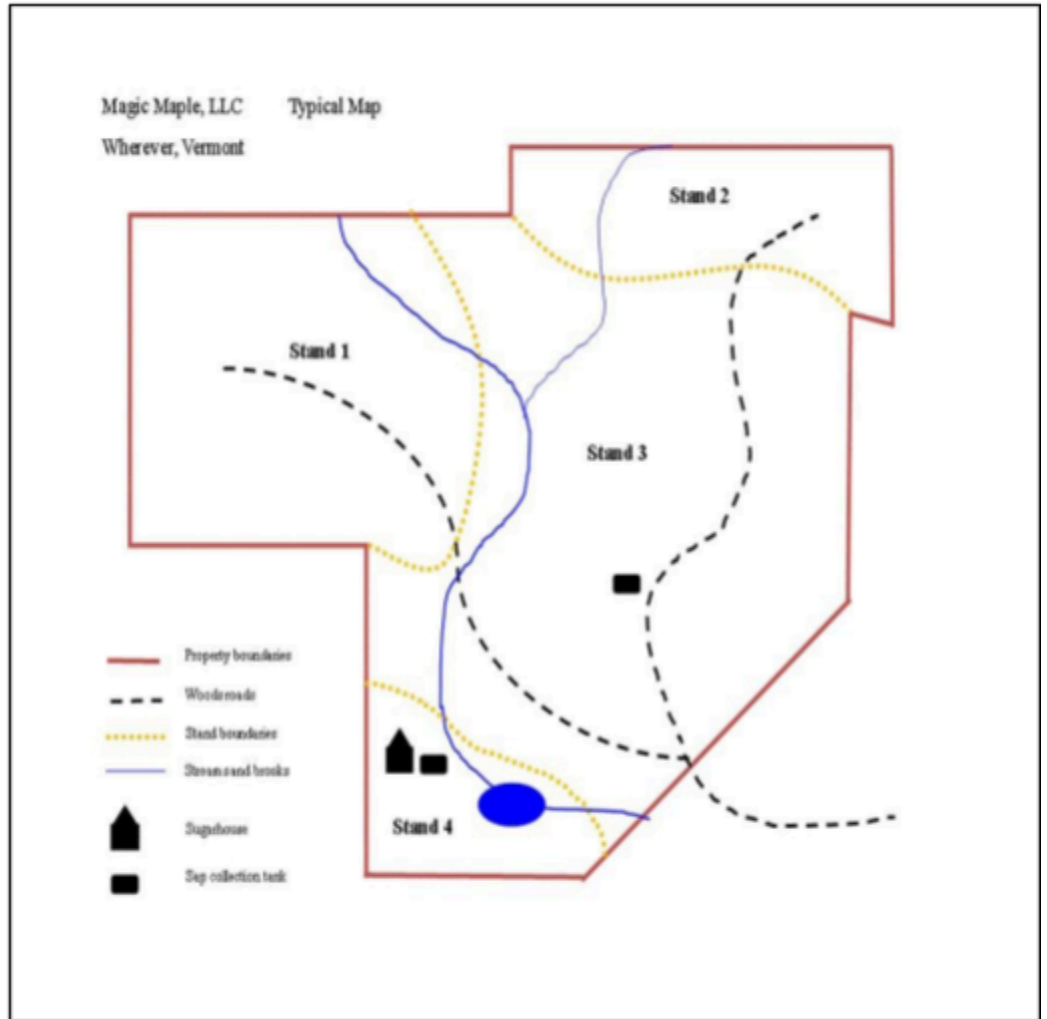 Magic Maple, LLC Typical Map
Wherever, Vermont
Stand 2
Stand 1
Stand 3
Property boundaries
Woods roads
Stand boundaries
Streams and brooks
Sugarhouse
Stand 4
Sap collection tank